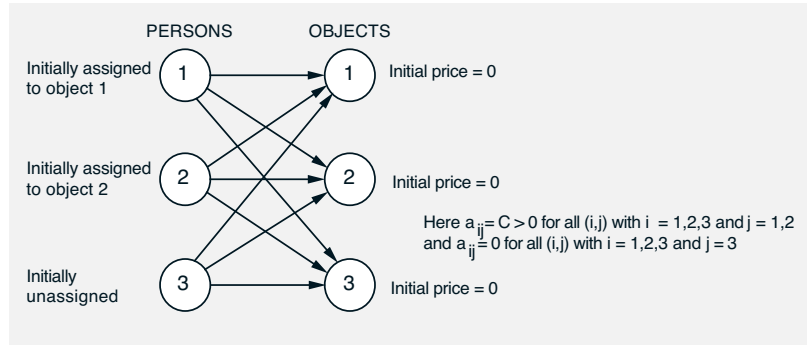 PERSONS OBJECTS
Initially assigned
to object 1
1
1
Initial price = 0
Initially assigned
to object 2
2
2
Initial price = 0
Here a ij = C > 0 for all (i,j) with i = 1,2,3 and j = 1,2
and a ij = 0 for all (i,j) with i = 1,2,3 and j = 3
Initially
unassigned
3
3
Initial price = 0